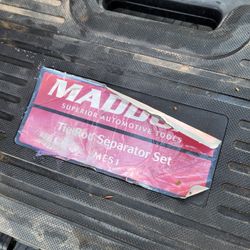 MADDO
SUPERIOR AUTOMOTIVE TOOLS
Tie Rod Separator Set
MES1